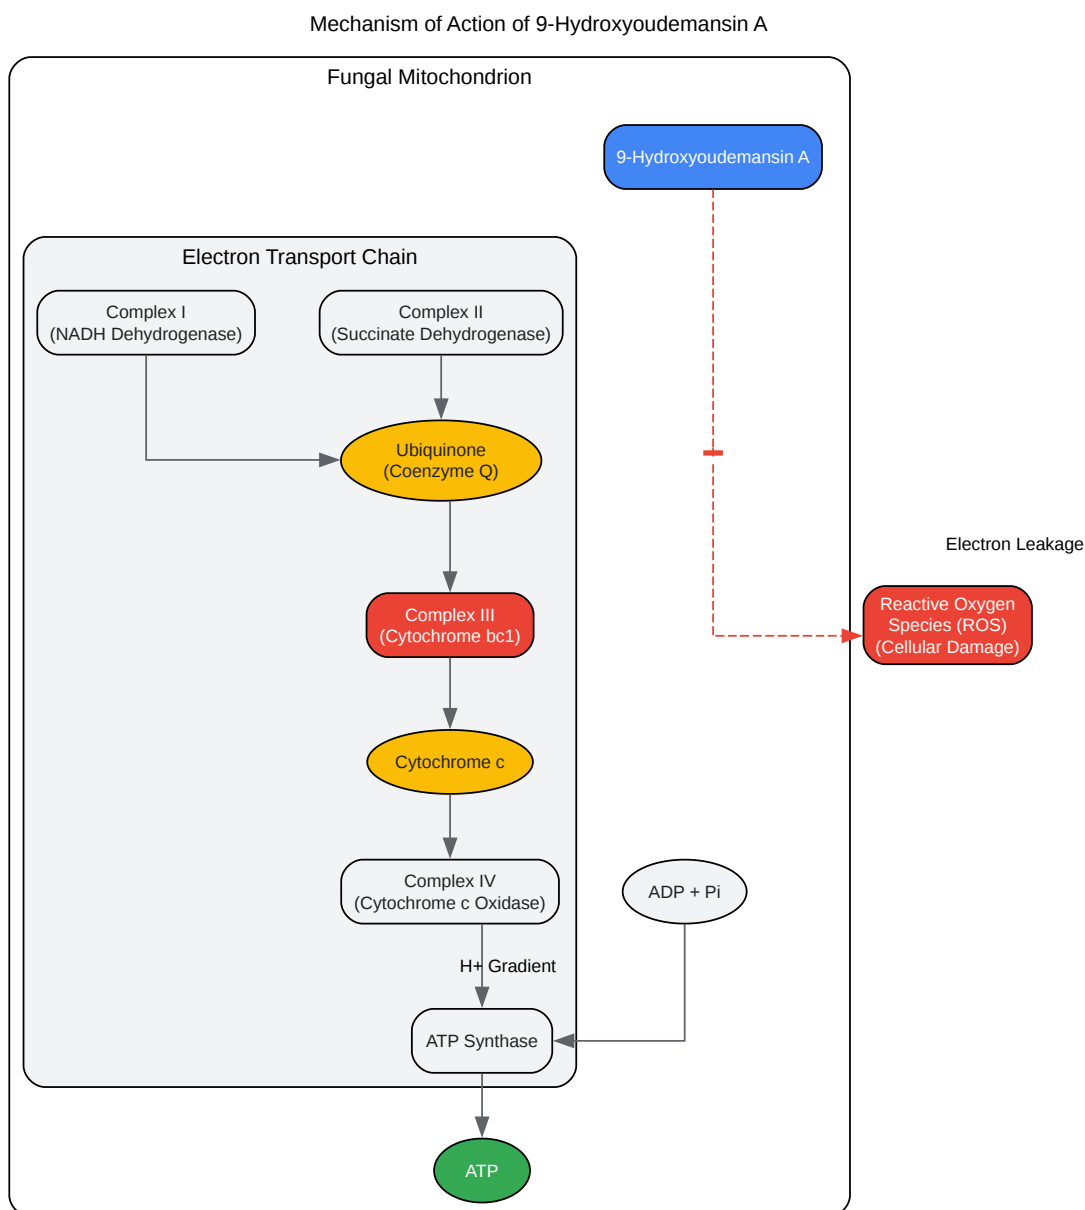 Mechanism of Action of 9-Hydroxyoudemansin A
Fungal Mitochondrion
9-Hydroxyoudemansin A
Electron Transport Chain
Complex I
(NADH Dehydrogenase)
Complex II
(Succinate Dehydrogenase)
Ubiquinone
(Coenzyme Q)
Electron Leakage
Complex III
(Cytochrome bc1)
Reactive Oxygen
Species (ROS)
(Cellular Damage)
Cytochrome c
Complex IV
(Cytochrome c Oxidase)
ADP + Pi
H+ Gradient
ATP Synthase
ATP